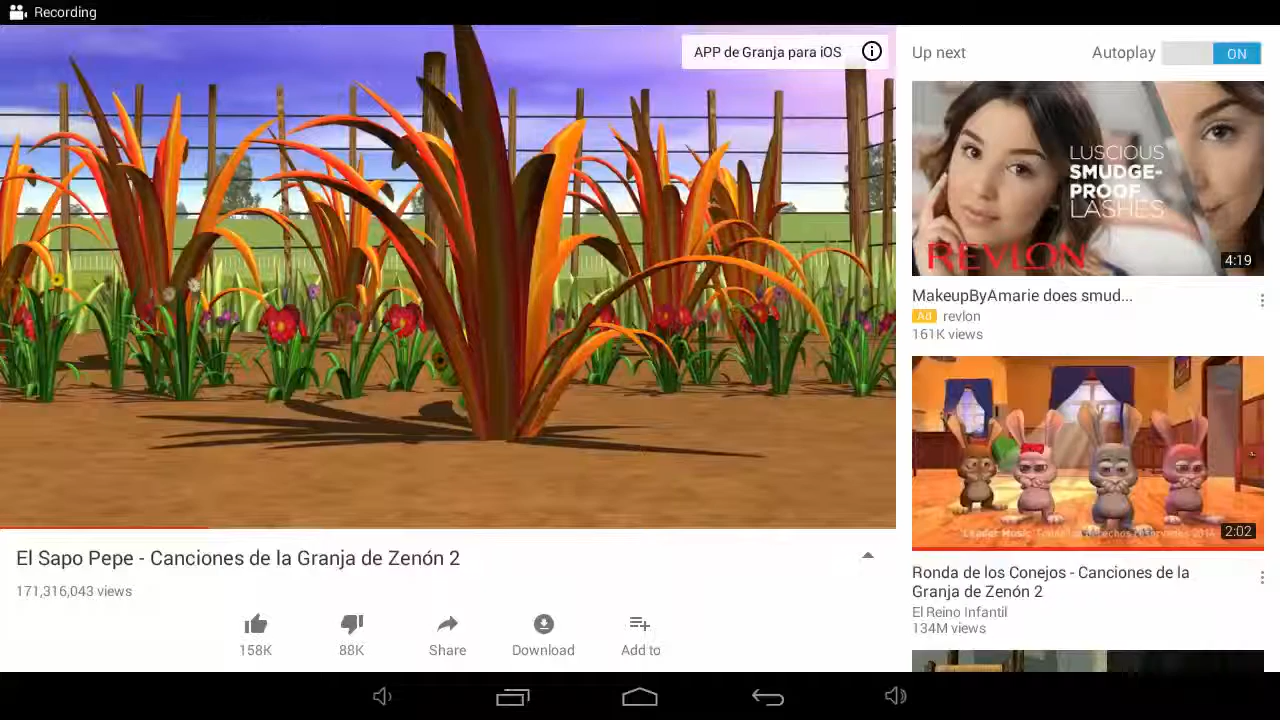 Recording
APP de Granja para iOS
El Sapo Pepe - Canciones de la Granja de Zenón 2
171,316,043 views
158K
88K
Share
Download
Add to
Up next
Autoplay
ON
LUSCIOUS
SMUDGE-
PROOF
LASHES
REVLON
4:19
MakeupByAmarie does smud...
Ad revlon
161K views
2:02
Ronda de los Conejos - Canciones de la
Granja de Zenón 2
El Reino Infantil
134M views